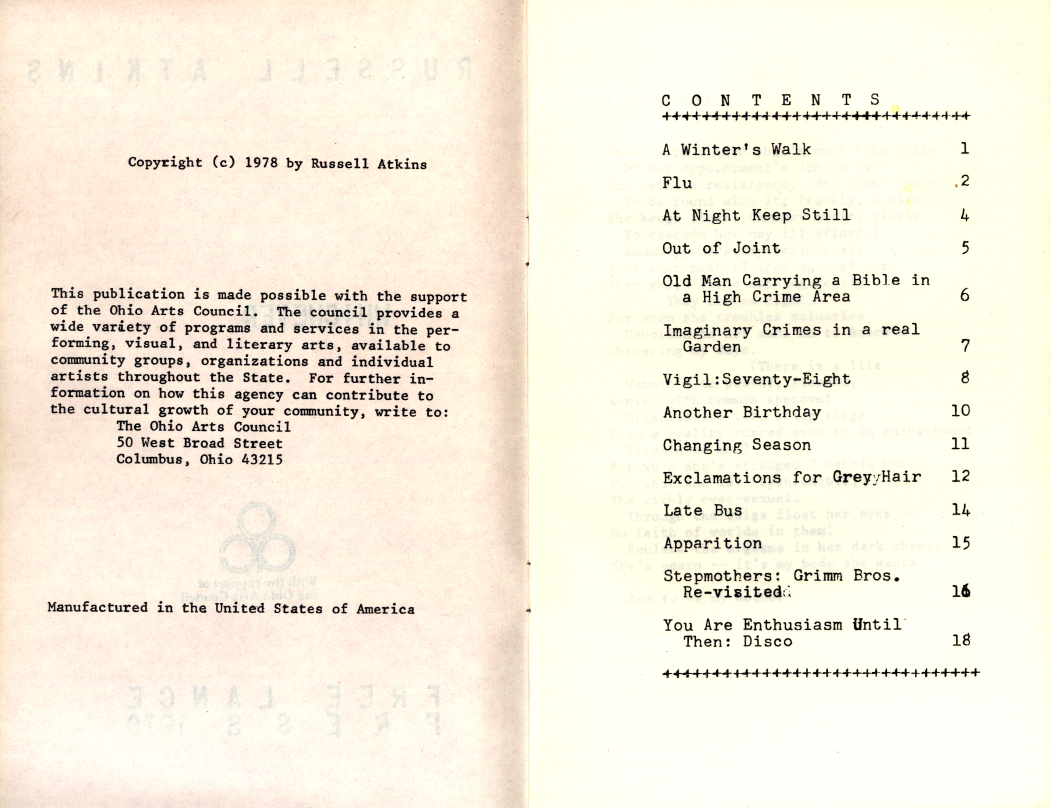 Copyright (c) 1978 by Russell Atkins
This publication is made possible with the support
of the Ohio Arts Council. The council provides a
wide variety of programs and services in the per-
forming, visual, and literary arts, available to
community groups, organizations and individual
artists throughout the State. For further in-
formation on how this agency can contribute to
the cultural growth of your community, write to:
The Ohio Arts Council
50 West Broad Street
Columbus, Ohio 43215
Manufactured in the United States of America
C O N T E N T S
A Winter's Walk 1
Flu 2
At Night Keep Still 4
Out of Joint 5
Old Man Carrying a Bible in
a High Crime Area 6
Imaginary Crimes in a real
Garden 7
Vigil:Seventy-Eight 8
Another Birthday 10
Changing Season 11
Exclamations for Grey Hair 12
Late Bus 14
Apparition 15
Stepmothers: Grimm Bros.
Re-visited 16
You Are Enthusiasm Until
Then: Disco 18